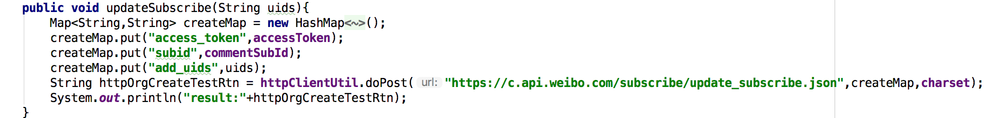 public void updateSubscribe(String uids){
Map<String,String> createMap = new HashMap<~>();
createMap.put("access_token",accessToken);
createMap.put("subid",commentSubId);
createMap.put("add_uids",uids);
String httpOrgCreateTestRtn = httpClientUtil.doPost( url: "https://c.api.weibo.com/subscribe/update_subscribe.json",createMap,charset);
System.out.println("result:"+httpOrgCreateTestRtn);
}